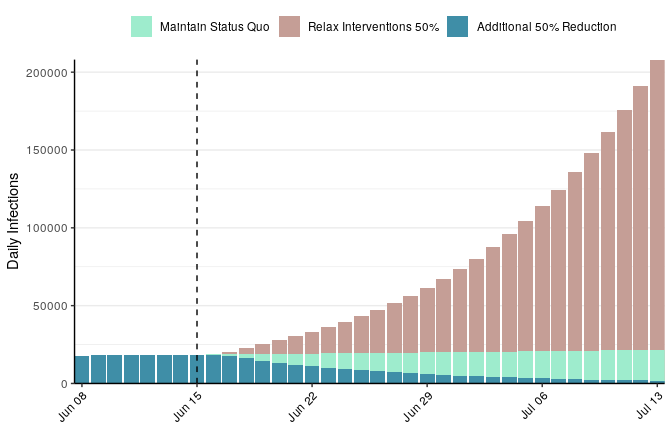 Maintain Status Quo Relax Interventions 50% Additional 50% Reduction
Daily Infections
200000
150000
100000
50000
0
Jun 08 Jun 15 Jun 22 Jun 29 Jul 06 Jul 13